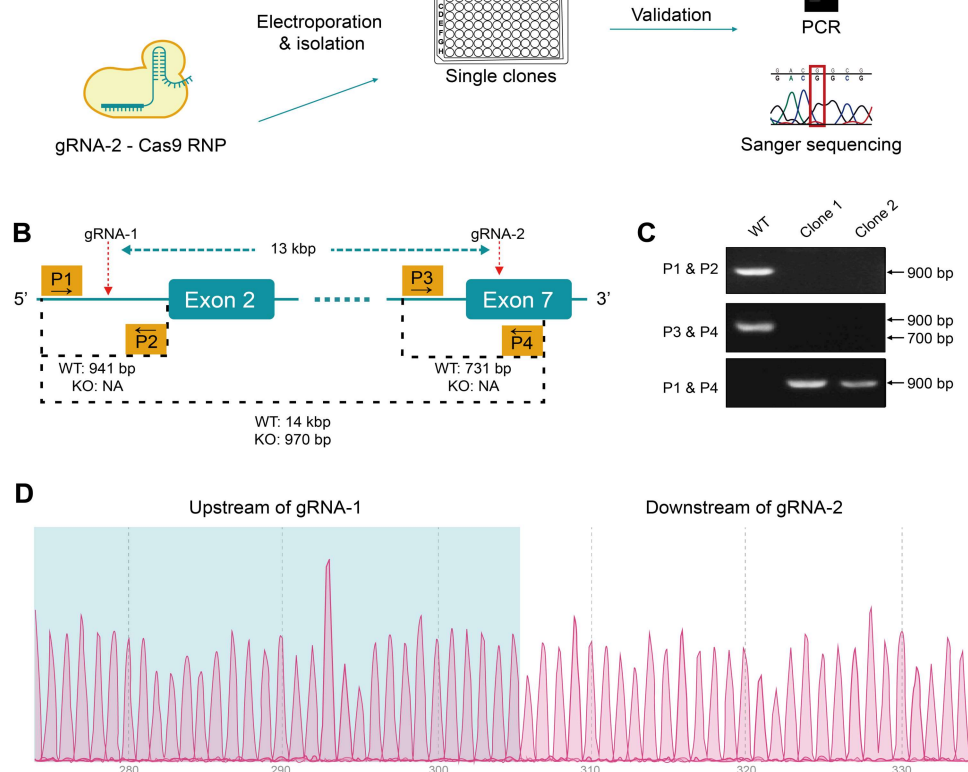 Electroporation
& isolation
Validation
PCR
C
D
E
F
G
H
Single clones
G A C G G C G
G A C G G C G
gRNA-2 - Cas9 RNP
Sanger sequencing
B
gRNA-1
13 kbp
gRNA-2
P1
P3
5’
Exon 2
Exon 7
3’
P2
P4
WT: 941 bp
KO: NA
WT: 731 bp
KO: NA
WT: 14 kbp
KO: 970 bp
C
WT
Clone 1
Clone 2
P1 & P2
900 bp
P3 & P4
900 bp
700 bp
P1 & P4
900 bp
D
Upstream of gRNA-1
Downstream of gRNA-2
280
290
300
310
320
330